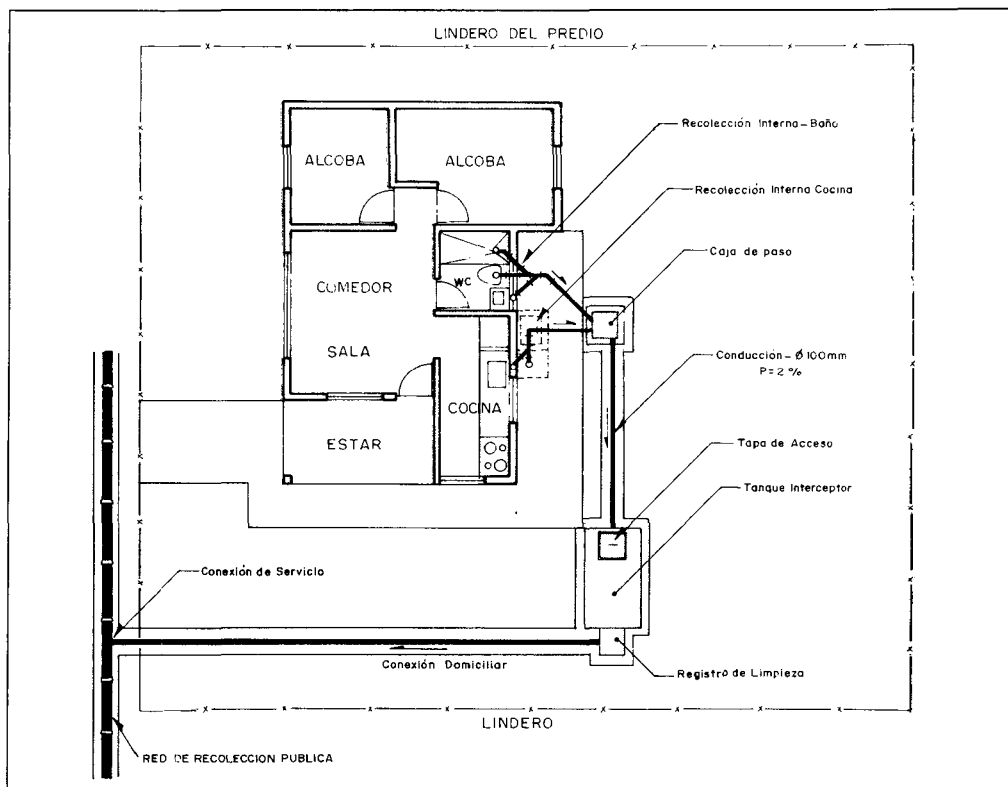 LINDERO DEL PREDIO
Recolección Interna-Baño
ALCOBA
ALCOBA
Recolección Interna Cocina
Caja de paso
WC
COMEDOR
SALA
Conducción - Ø 100mm
P = 2 %
COCINA
ESTAR
Tapa de Acceso
Tanque Interceptor
Conexión de Servicio
Conexión Domiciliar
Registro de Limpieza
LINDERO
RED DE RECOLECCION PUBLICA